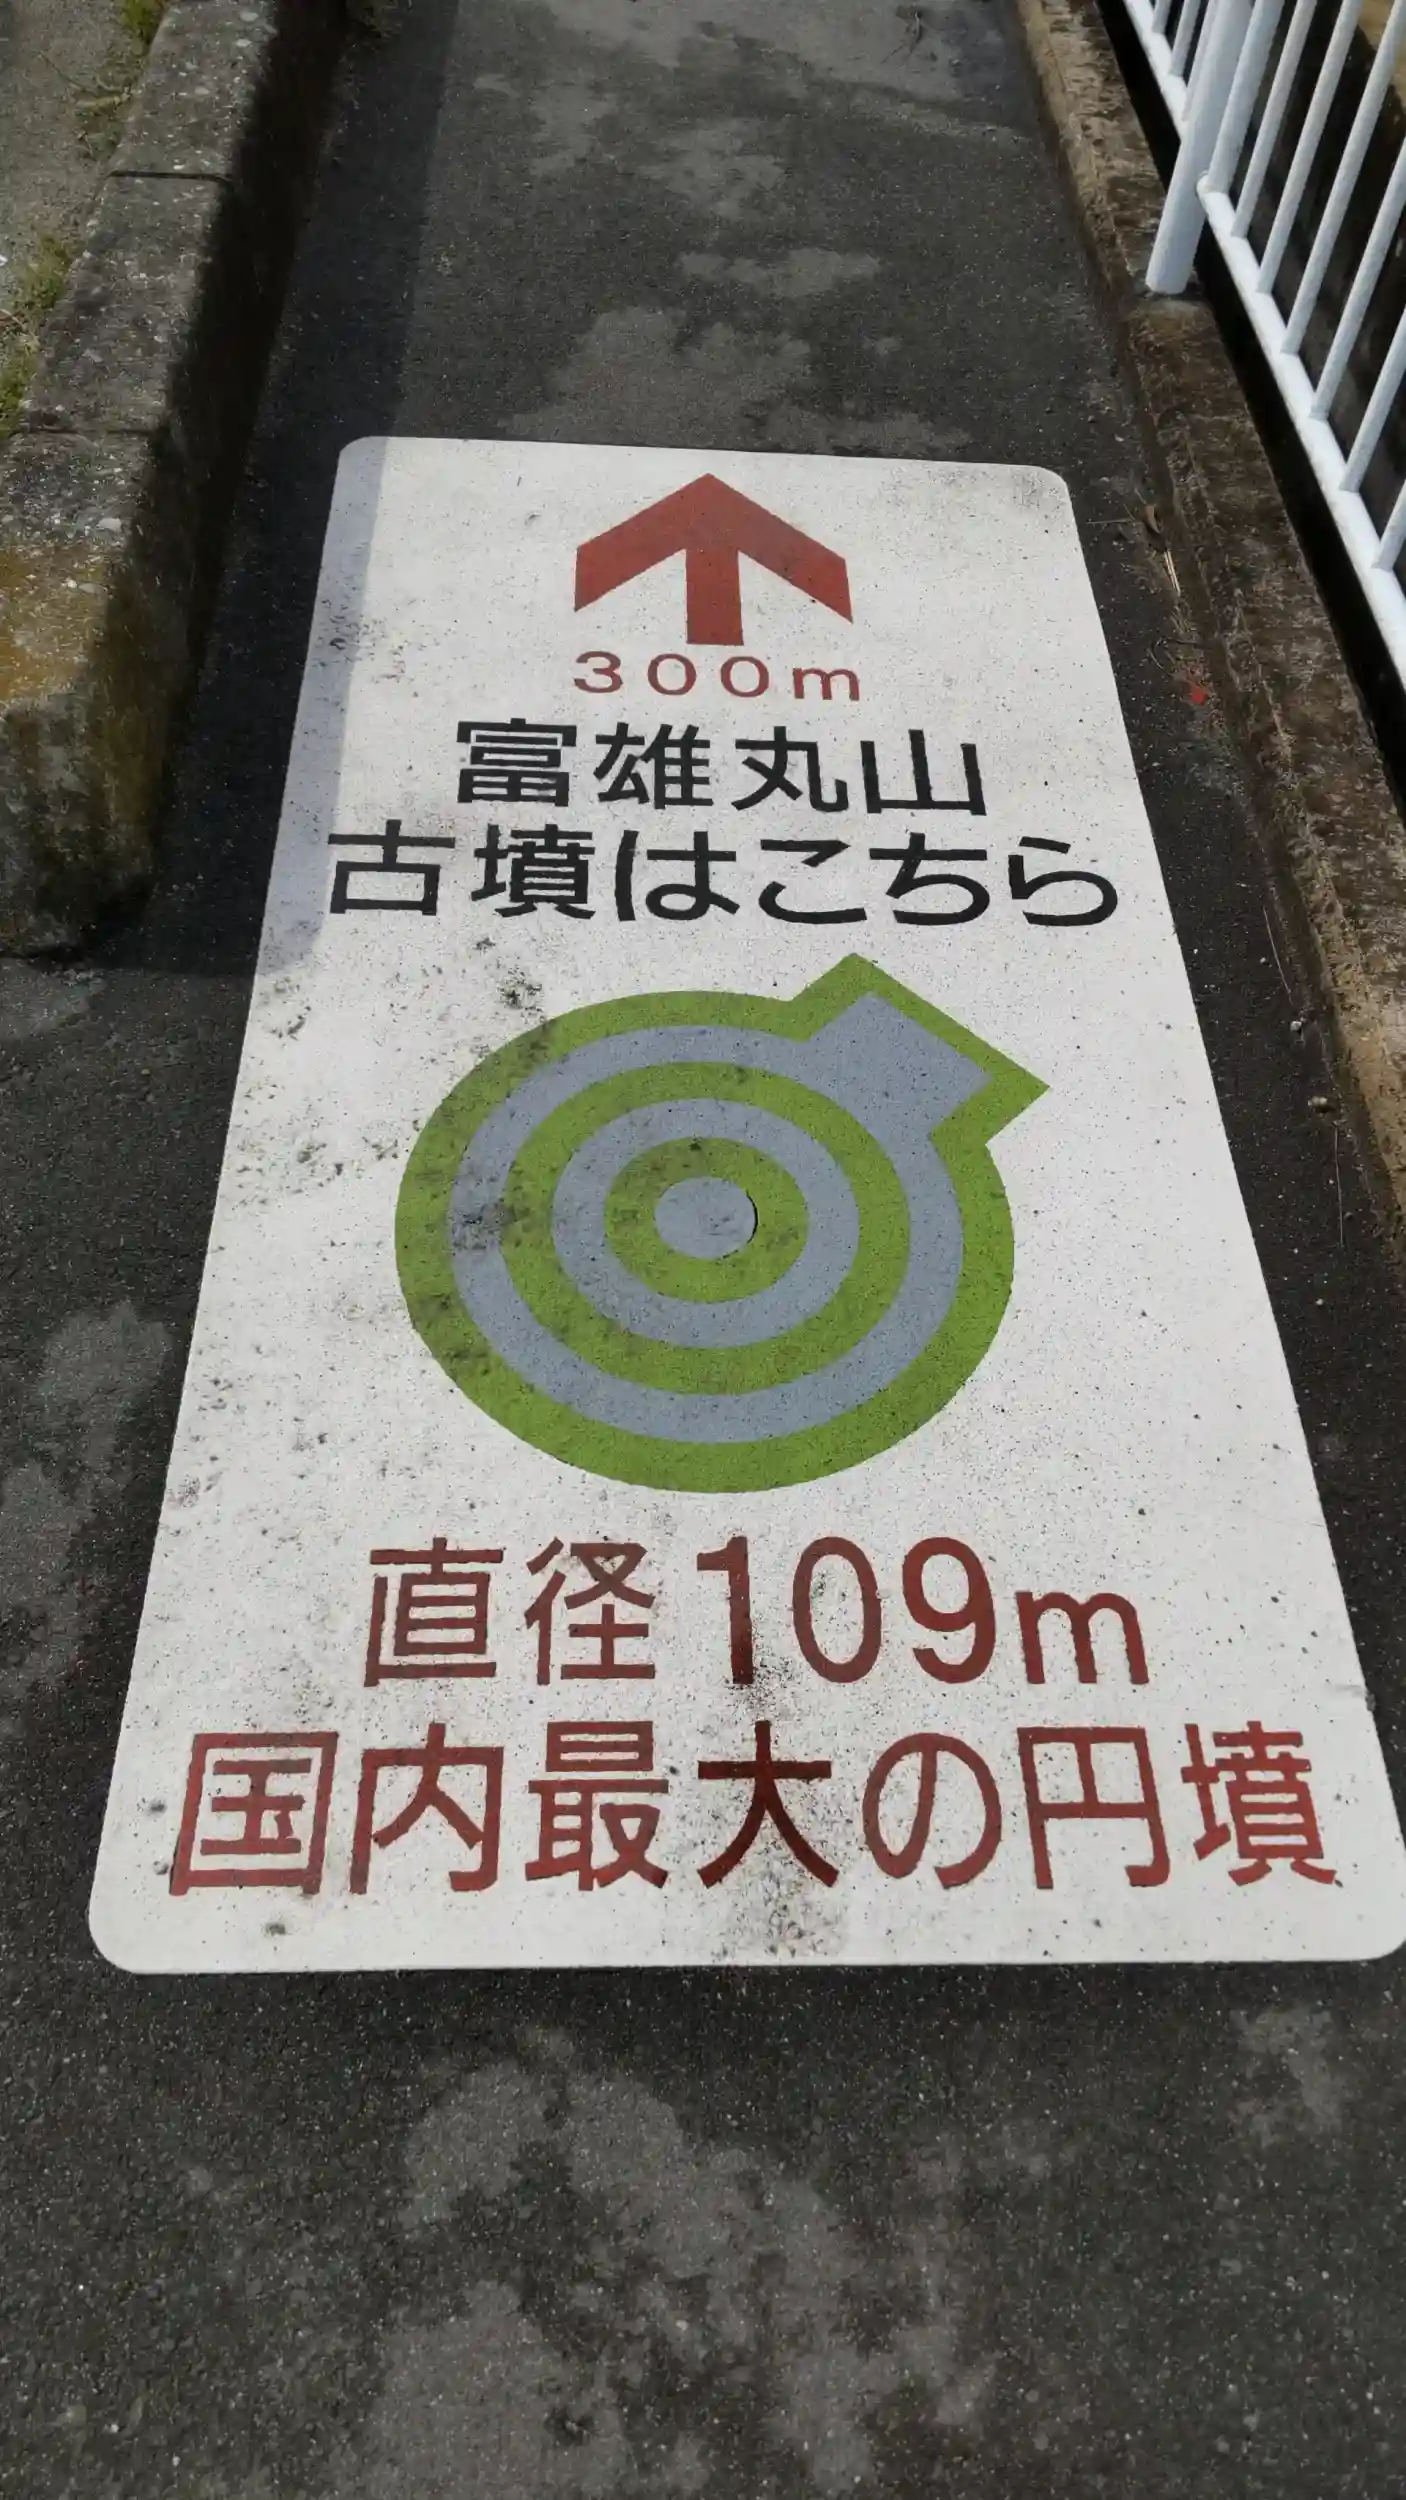 300m
富雄丸山
古墳はこちら
直径109m
国内最大の円墳